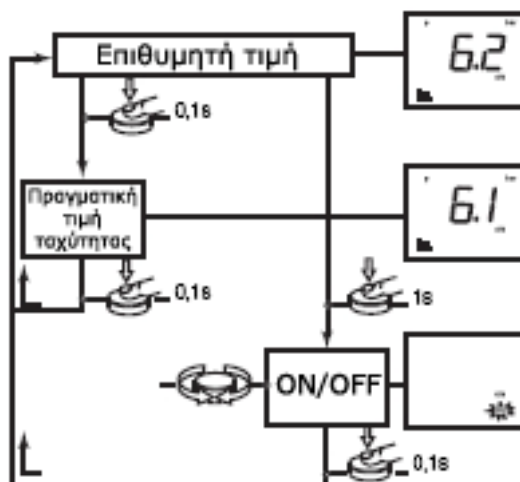 Επιθυμητή τιμή
6.2
0,1s
Πραγματική
τιμή
ταχύτητας
6.1
0,1s
1s
ON/OFF
0,1s